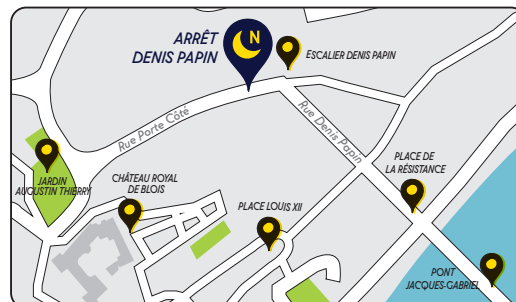 ARRÊT
DENIS PAPIN
N
ESCALIER DENIS PAPIN
Rue Porte Côté
Rue Denis Papin
JARDIN
AUGUSTIN THIERRY
CHÂTEAU ROYAL
DE BLOIS
PLACE DE
LA RÉSISTANCE
PLACE LOUIS XII
PONT
JACQUES-GABRIEL